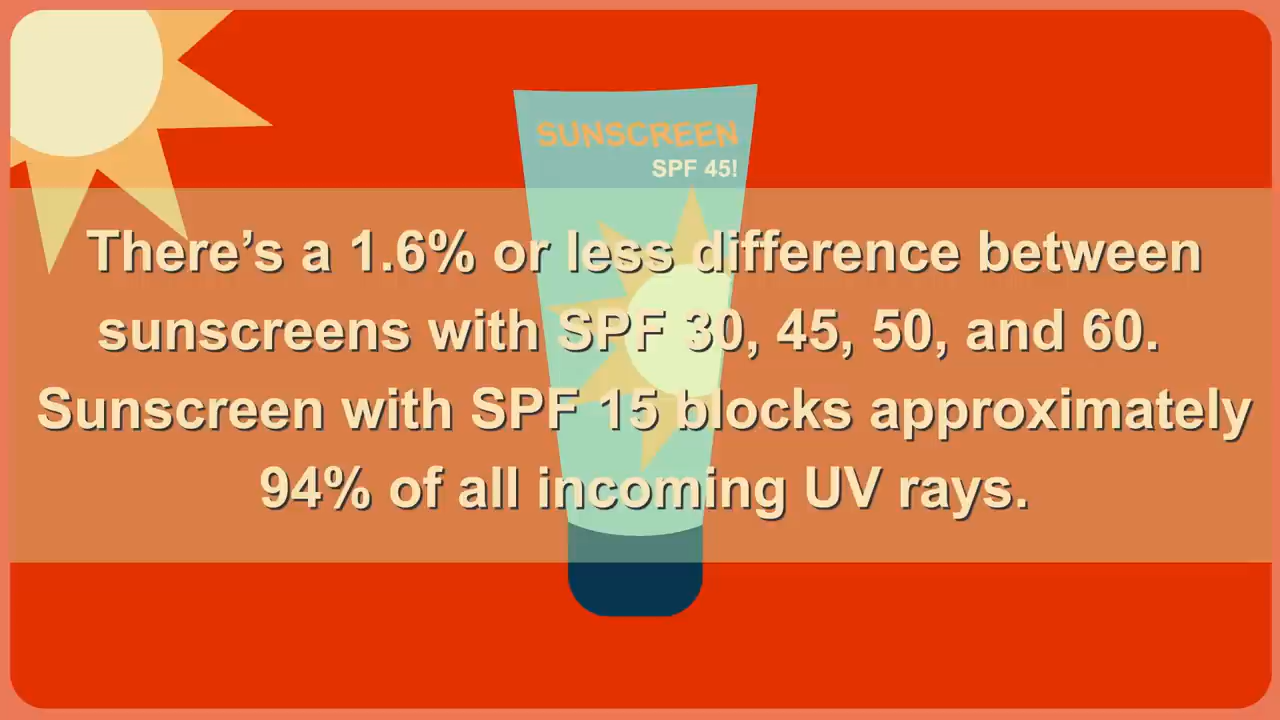 SUNSCREEN
SPF 45!
There’s a 1.6% or less difference between
sunscreens with SPF 30, 45, 50, and 60.
Sunscreen with SPF 15 blocks approximately
94% of all incoming UV rays.